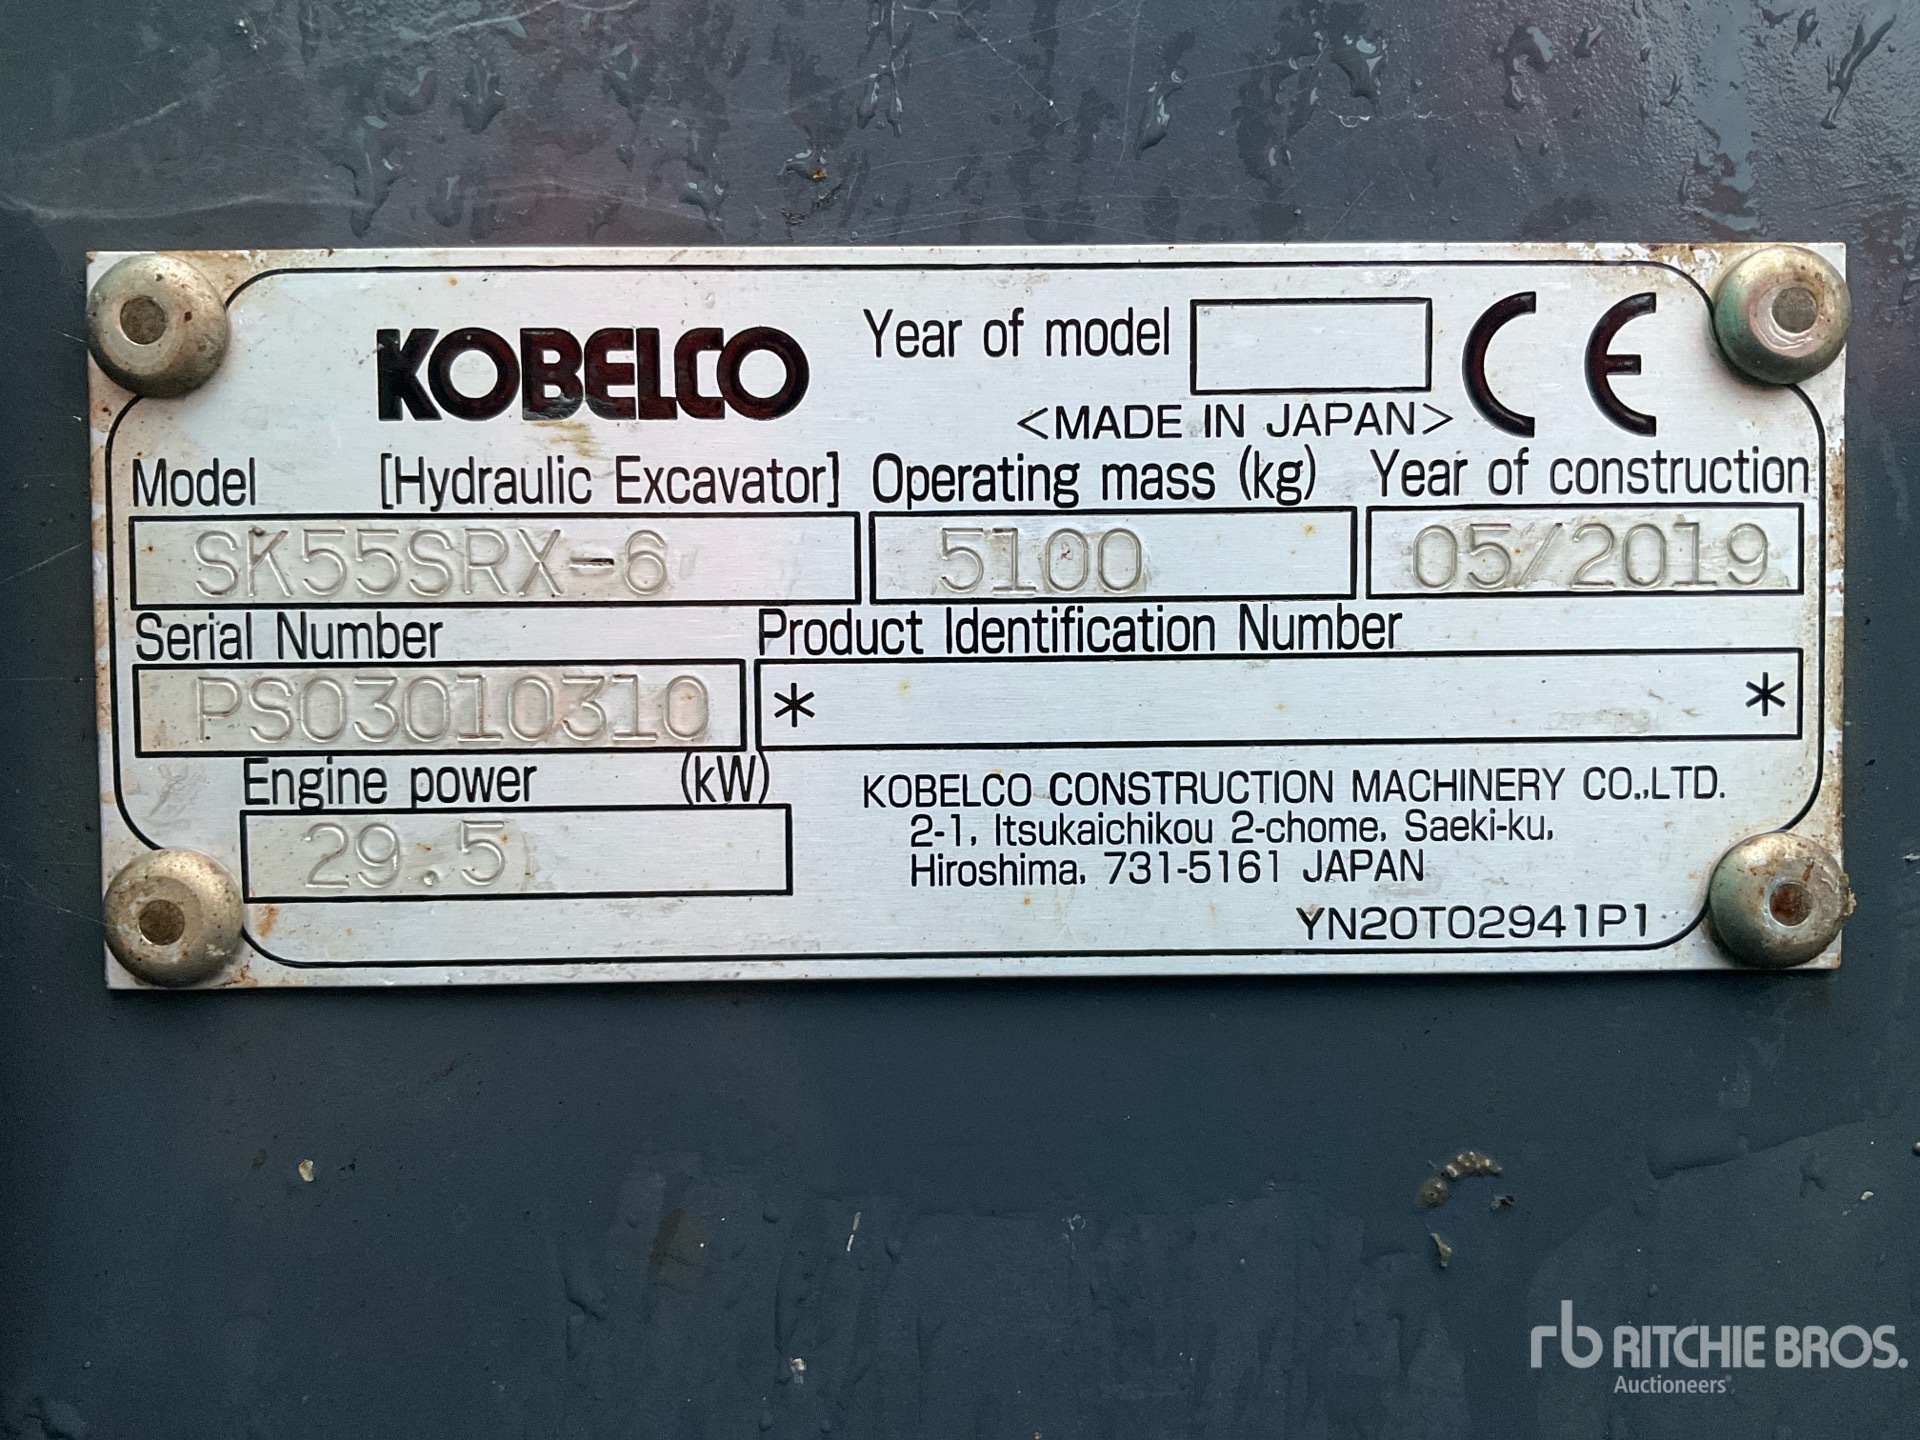 KOBELCO Year of model CE
<MADE IN JAPAN>
Model [Hydraulic Excavator] Operating mass (kg) Year of construction
SK55SRX-6 5100 05/2019
Serial Number Product Identification Number
PS03010310 * *
Engine power (kW)
29.5
KOBELCO CONSTRUCTION MACHINERY CO.,LTD.
2-1, Itsukaichikou 2-chome, Saeki-ku,
Hiroshima, 731-5161 JAPAN
YN20T02941P1
rb RITCHIE BROS.
Auctioneers